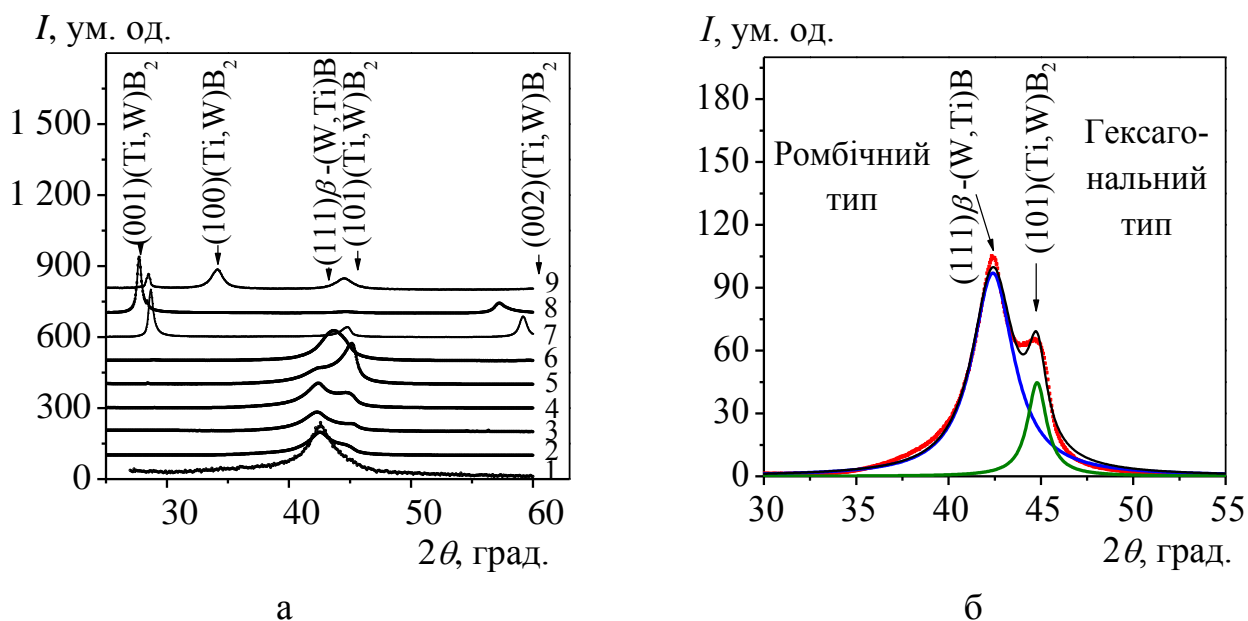 I, ум. од.
(001)(Ti,W)B₂
(100)(Ti,W)B₂
(111)β-(W,Ti)B
(101)(Ti,W)B₂
(002)(Ti,W)B₂
1 500
1 200
900
600
300
0
9
8
7
6
5
4
3
2
1
30 40 50 60
2θ, град.
а
I, ум. од.
(111)β-(W,Ti)B
(101)(Ti,W)B₂
Ромбічний
тип
Гексаго-
нальний
тип
180
150
120
90
60
30
0
30 35 40 45 50 55
2θ, град.
б